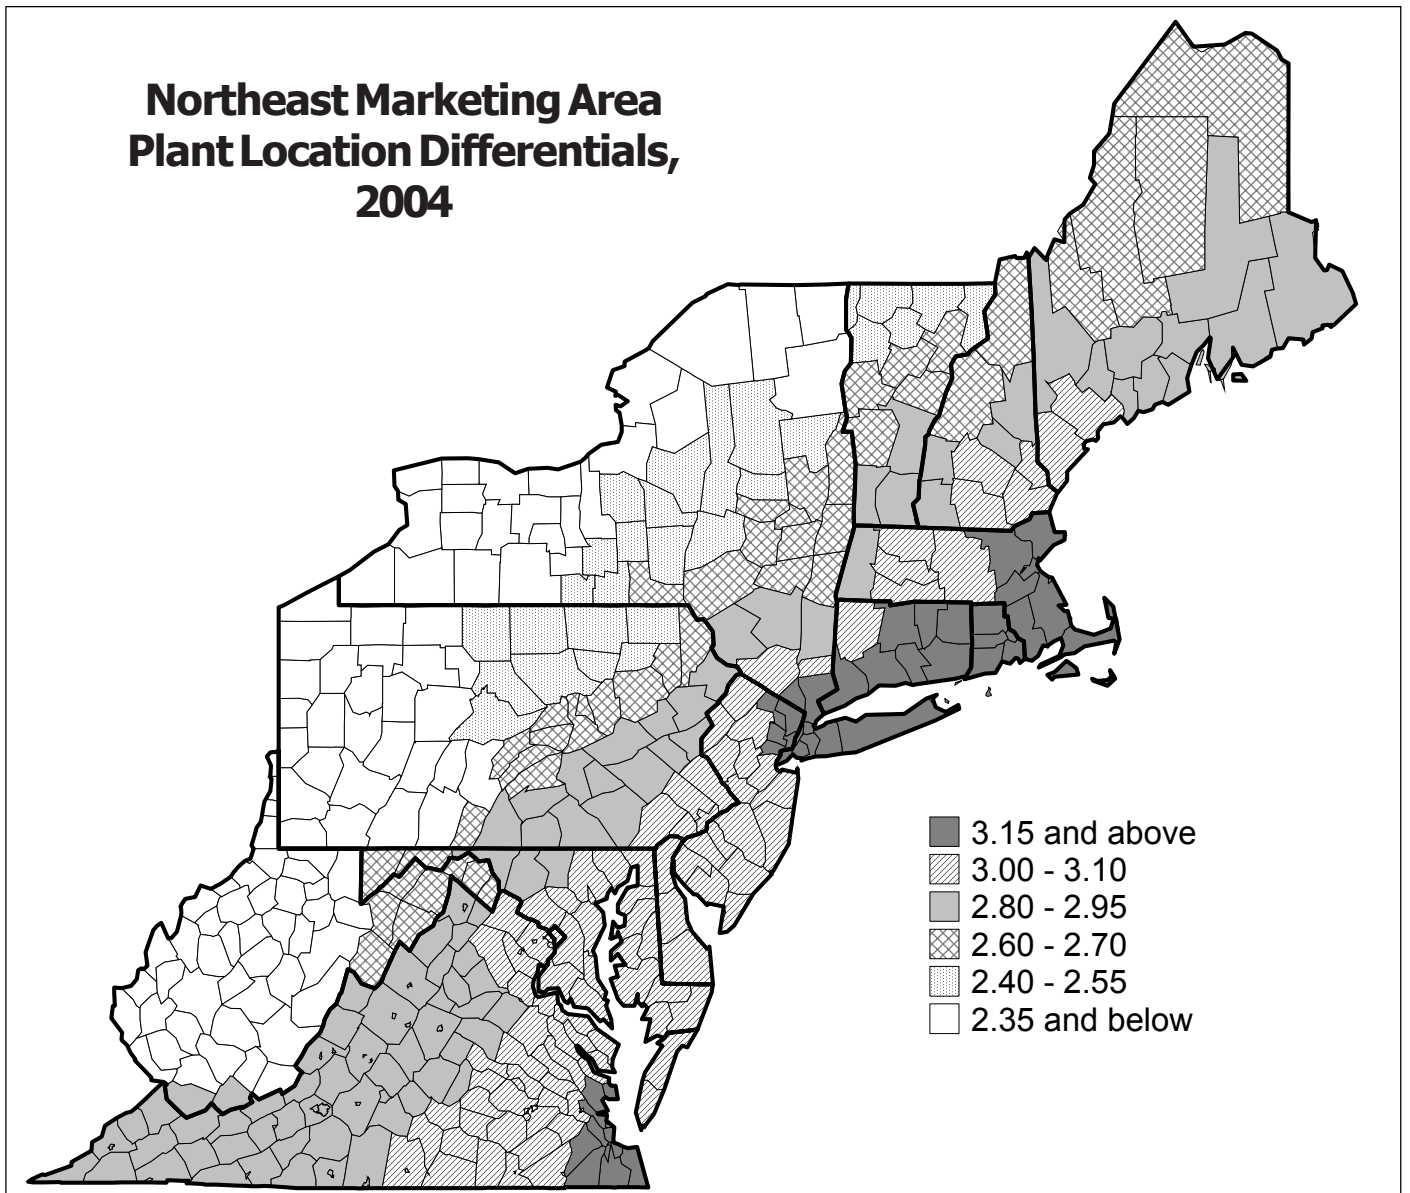 Northeast Marketing Area
Plant Location Differentials,
2004
3.15 and above
3.00 - 3.10
2.80 - 2.95
2.60 - 2.70
2.40 - 2.55
2.35 and below